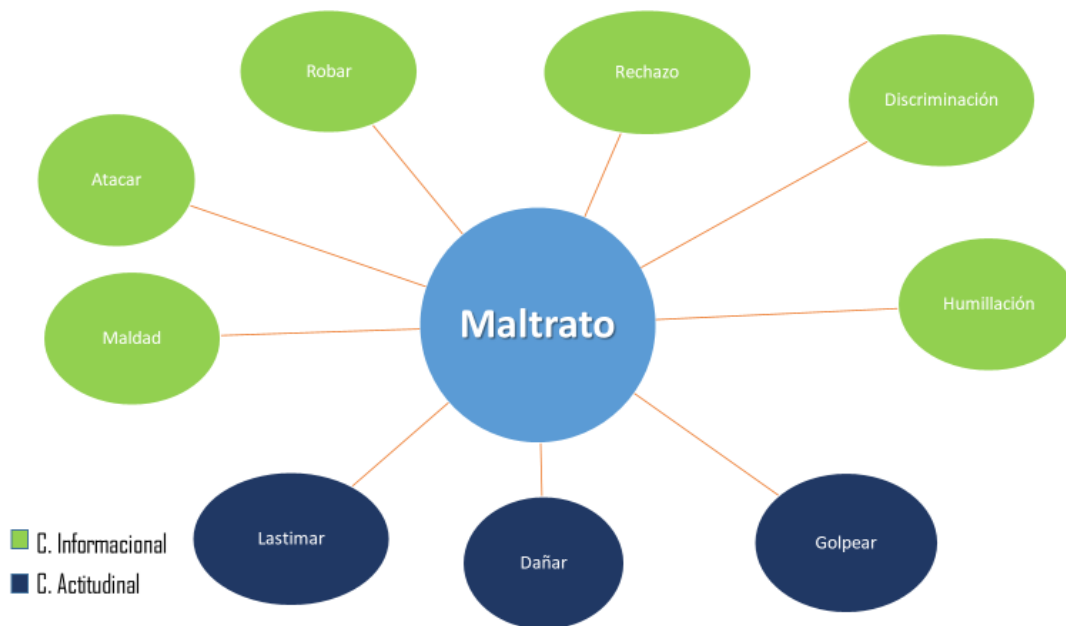 Robar
Rechazo
Discriminación
Atacar
Maltrato
Humillación
Maldad
Lastimar
Dañar
Golpear
C. Informacional
C. Actitudinal